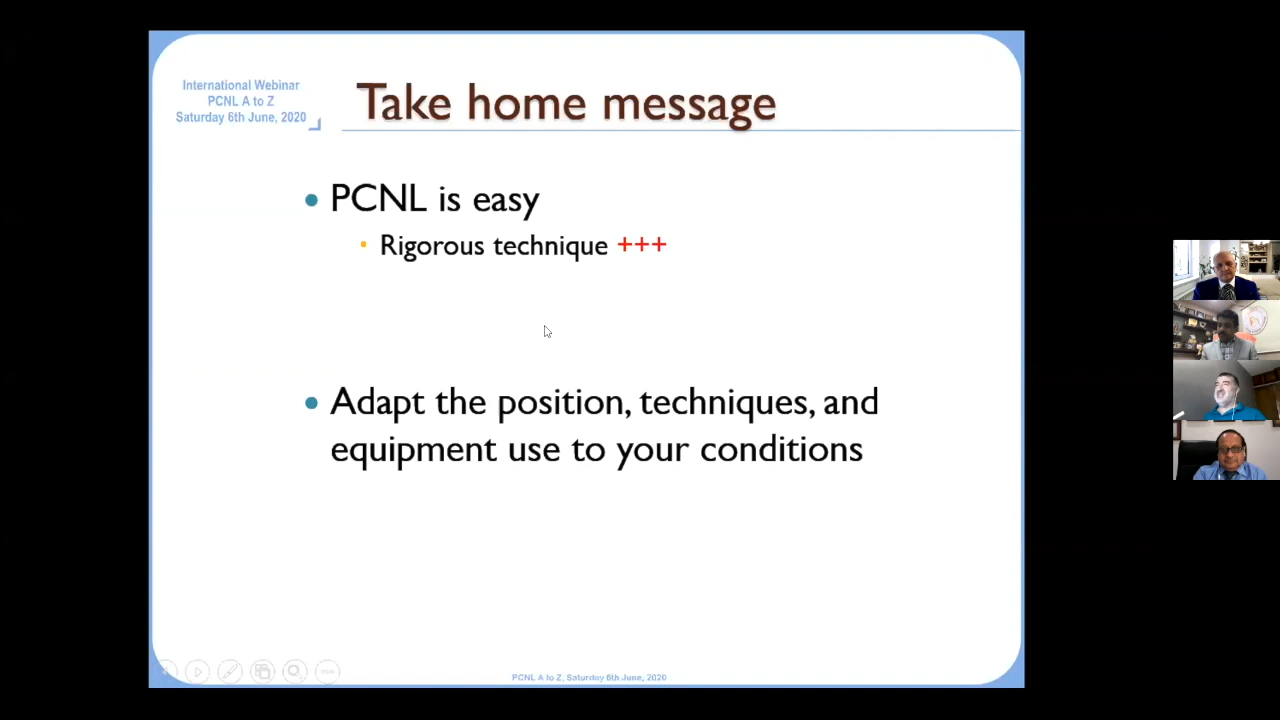 International Webinar
PCNL A to Z
Saturday 6th June, 2020
Take home message
PCNL is easy
Rigorous technique +++
Adapt the position, techniques, and
equipment use to your conditions
PCNL A to Z, Saturday 6th June, 2020